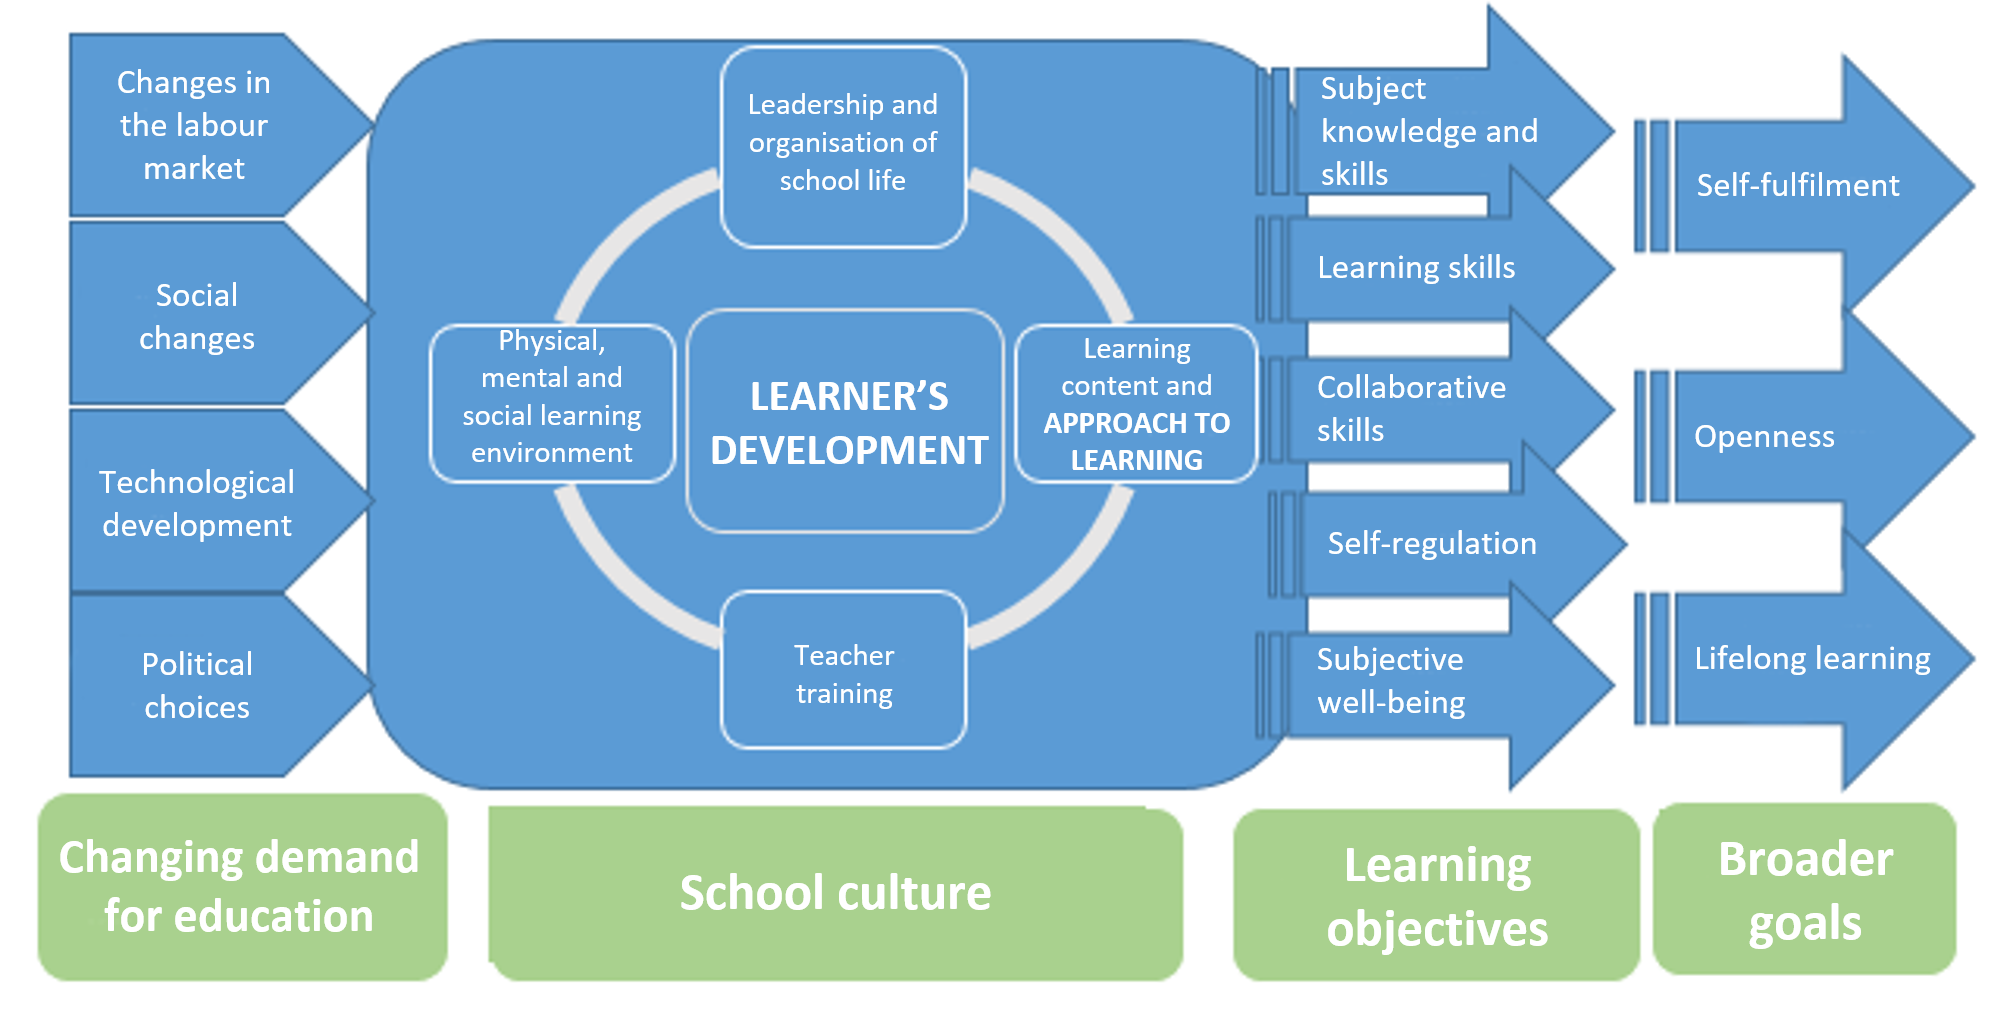 Changes in
the labour
market
Social
changes
Technological
development
Political
choices
Leadership and
organisation of
school life
Physical,
mental and
social learning
environment
LEARNER’S
DEVELOPMENT
Learning
content and
APPROACH TO
LEARNING
Teacher
training
Subject
knowledge and
skills
Learning skills
Collaborative
skills
Self-regulation
Subjective
well-being
Self-fulfilment
Openness
Lifelong learning
Changing demand
for education
School culture
Learning
objectives
Broader
goals